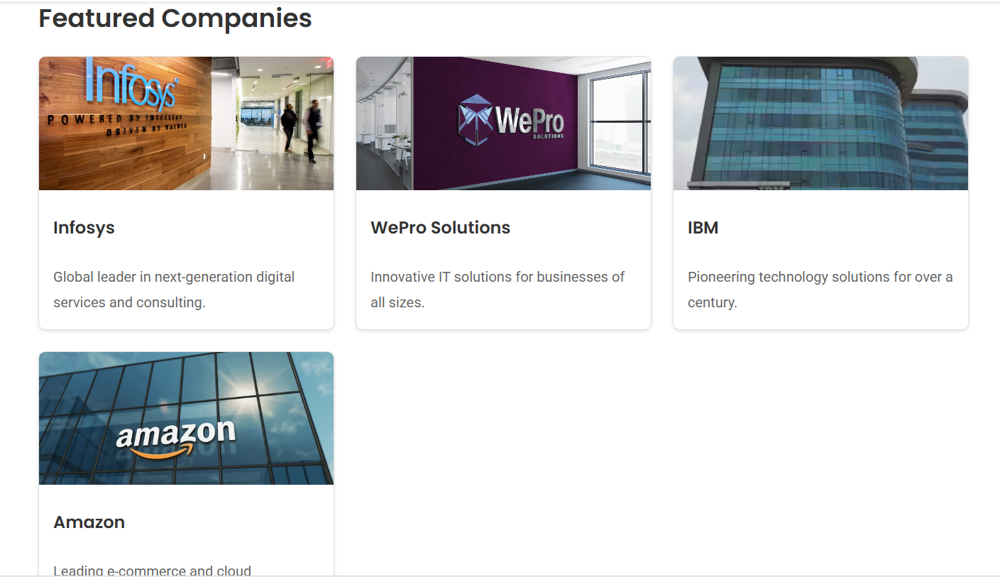 Featured Companies
Infosys
POWERED BY INTELLECT
DRIVEN BY VALUES
WePro
SOLUTIONS
Infosys
WePro Solutions
IBM
Global leader in next-generation digital
services and consulting.
Innovative IT solutions for businesses of
all sizes.
Pioneering technology solutions for over a
century.
amazon
Amazon
Leading e-commerce and cloud